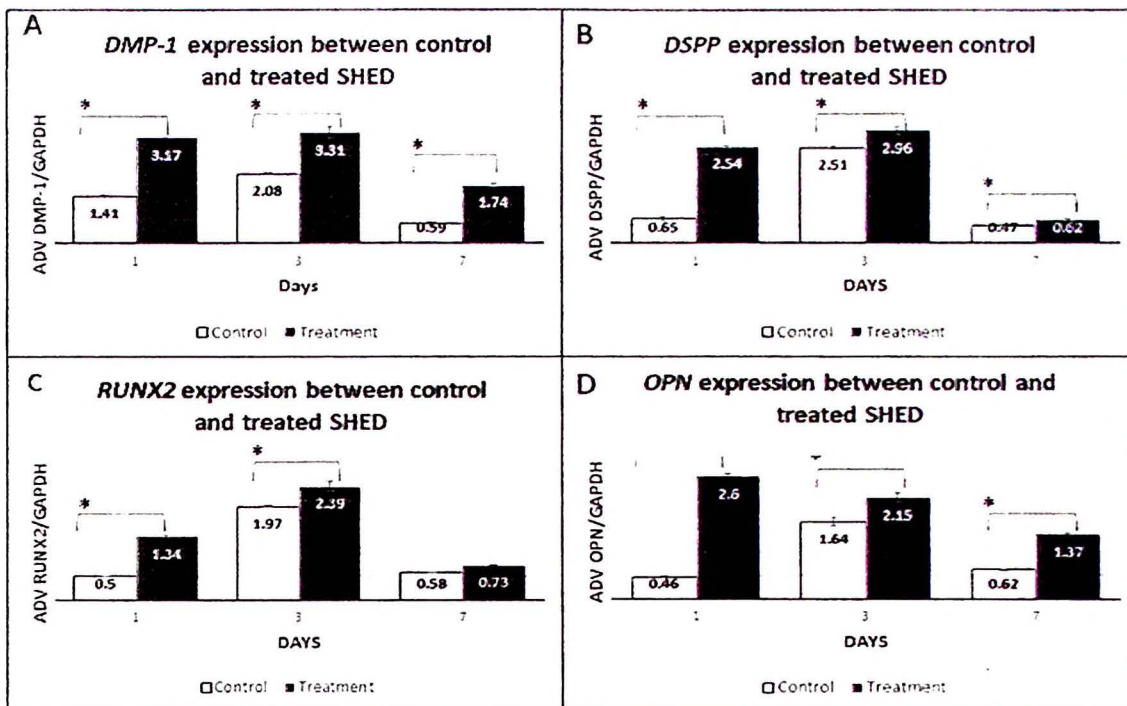 A
DMP-1 expression between control
and treated SHED
ADV DMP-1/GAPDH
*
*
*
1.41
3.17
2.08
3.31
0.59
1.74
1
3
7
Days
Control
Treatment
B
DSPP expression between control
and treated SHED
ADV DSPP/GAPDH
*
*
*
0.65
2.54
2.51
2.96
0.47
0.62
1
3
7
DAYS
Control
Treatment
C
RUNX2 expression between control
and treated SHED
ADV RUNX2/GAPDH
*
*
0.5
1.34
1.97
2.39
0.58
0.73
1
3
7
DAYS
Control
Treatment
D
OPN expression between control and
treated SHED
ADV OPN/GAPDH
*
*
0.46
2.6
1.64
2.15
0.62
1.37
1
3
7
DAYS
Control
Treatment